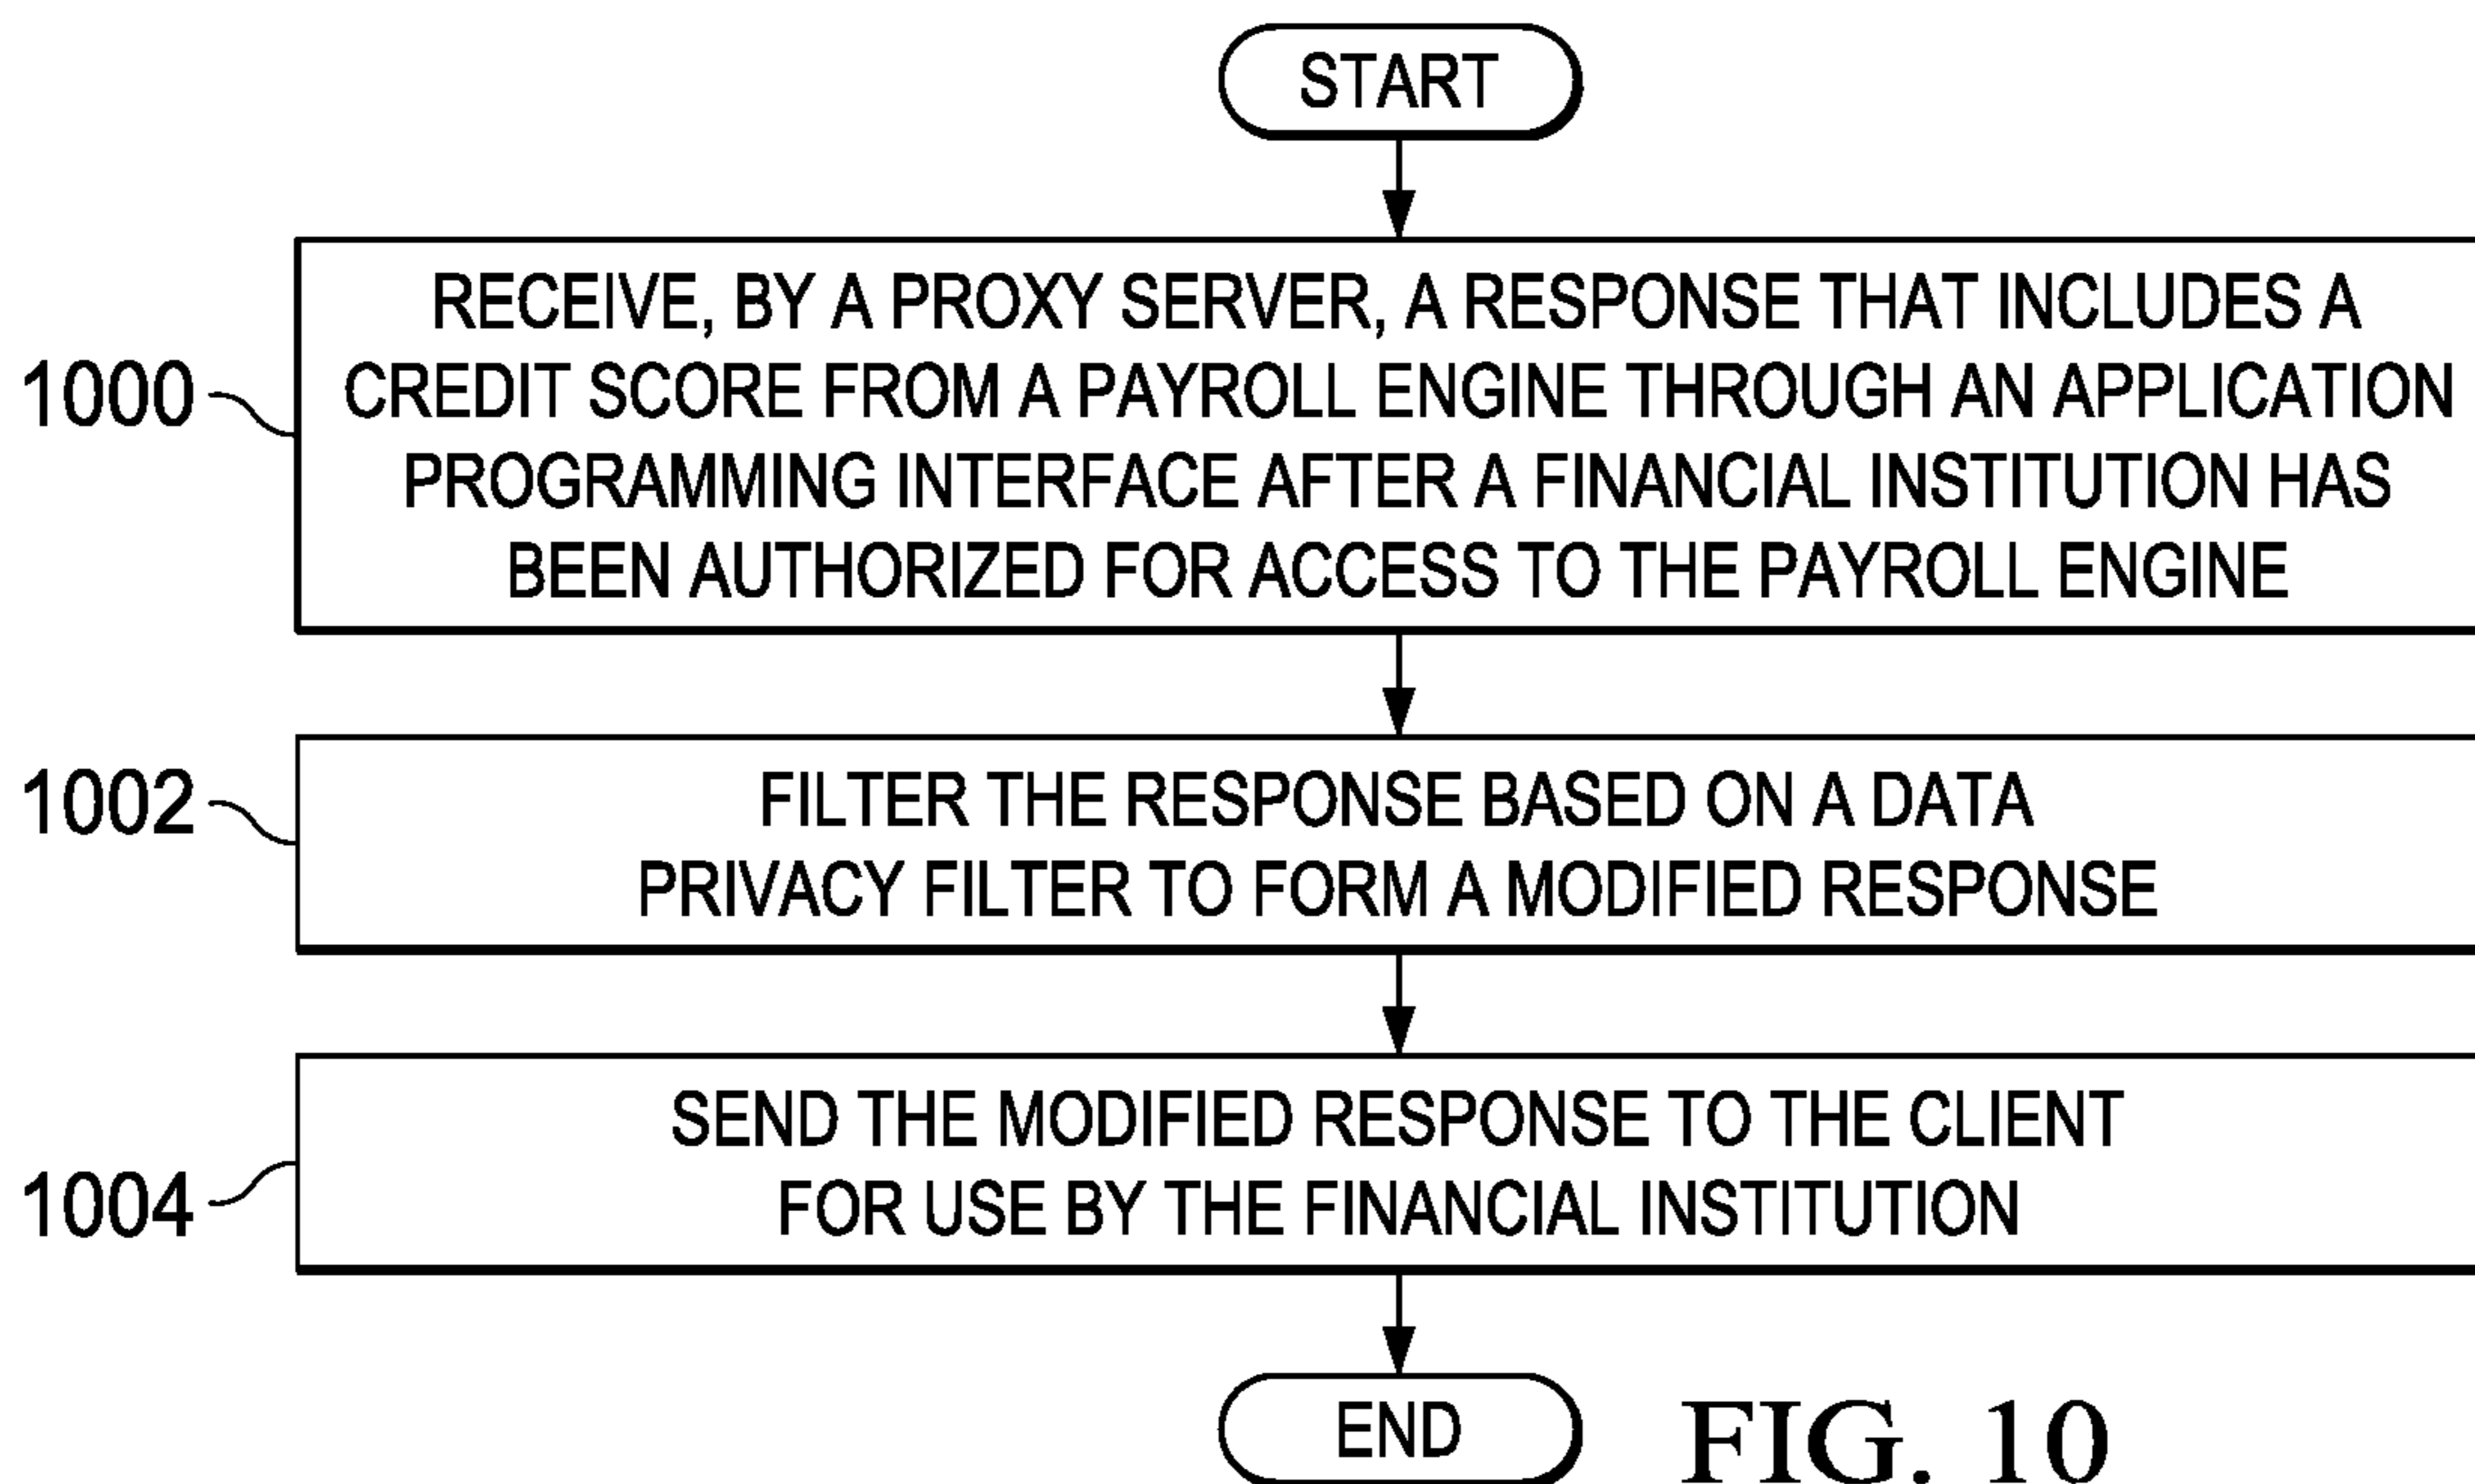 START
1000
RECEIVE, BY A PROXY SERVER, A RESPONSE THAT INCLUDES A
CREDIT SCORE FROM A PAYROLL ENGINE THROUGH AN APPLICATION
PROGRAMMING INTERFACE AFTER A FINANCIAL INSTITUTION HAS
BEEN AUTHORIZED FOR ACCESS TO THE PAYROLL ENGINE
1002
FILTER THE RESPONSE BASED ON A DATA
PRIVACY FILTER TO FORM A MODIFIED RESPONSE
1004
SEND THE MODIFIED RESPONSE TO THE CLIENT
FOR USE BY THE FINANCIAL INSTITUTION
END
FIG. 10